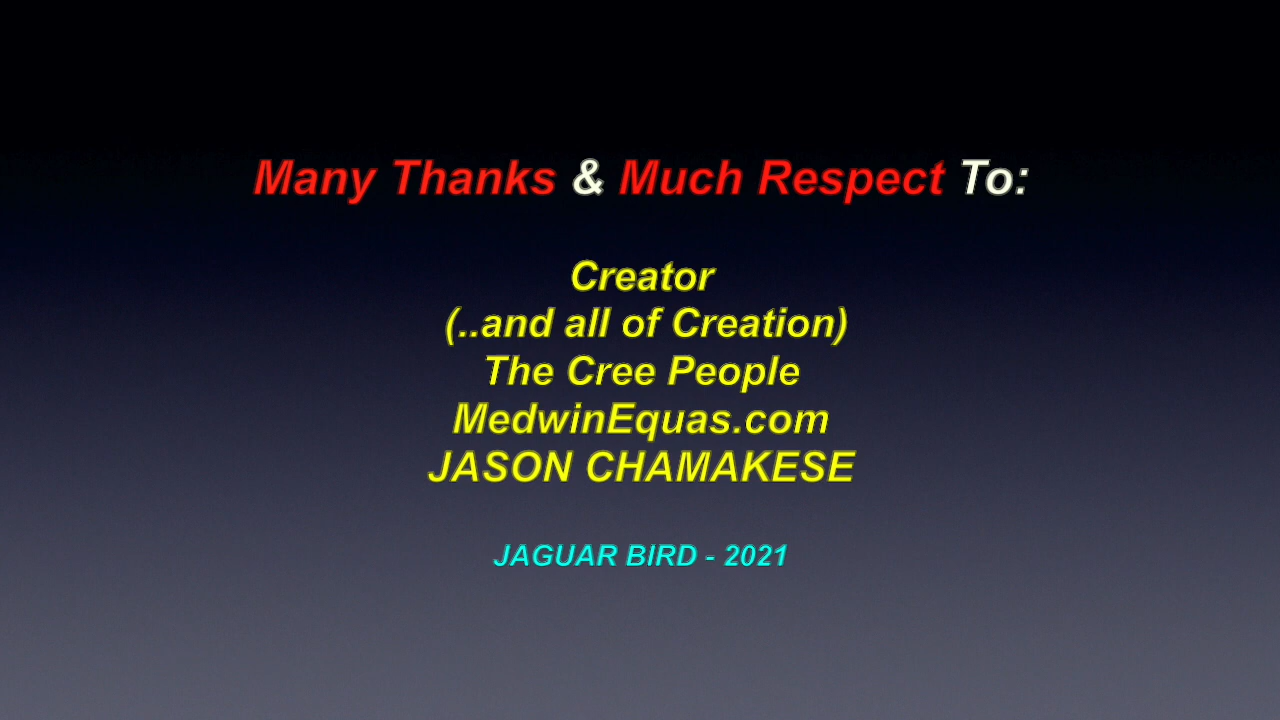 Many Thanks & Much Respect To:
Creator
(..and all of Creation)
The Cree People
MedwinEquas.com
JASON CHAMAKESE
JAGUAR BIRD - 2021